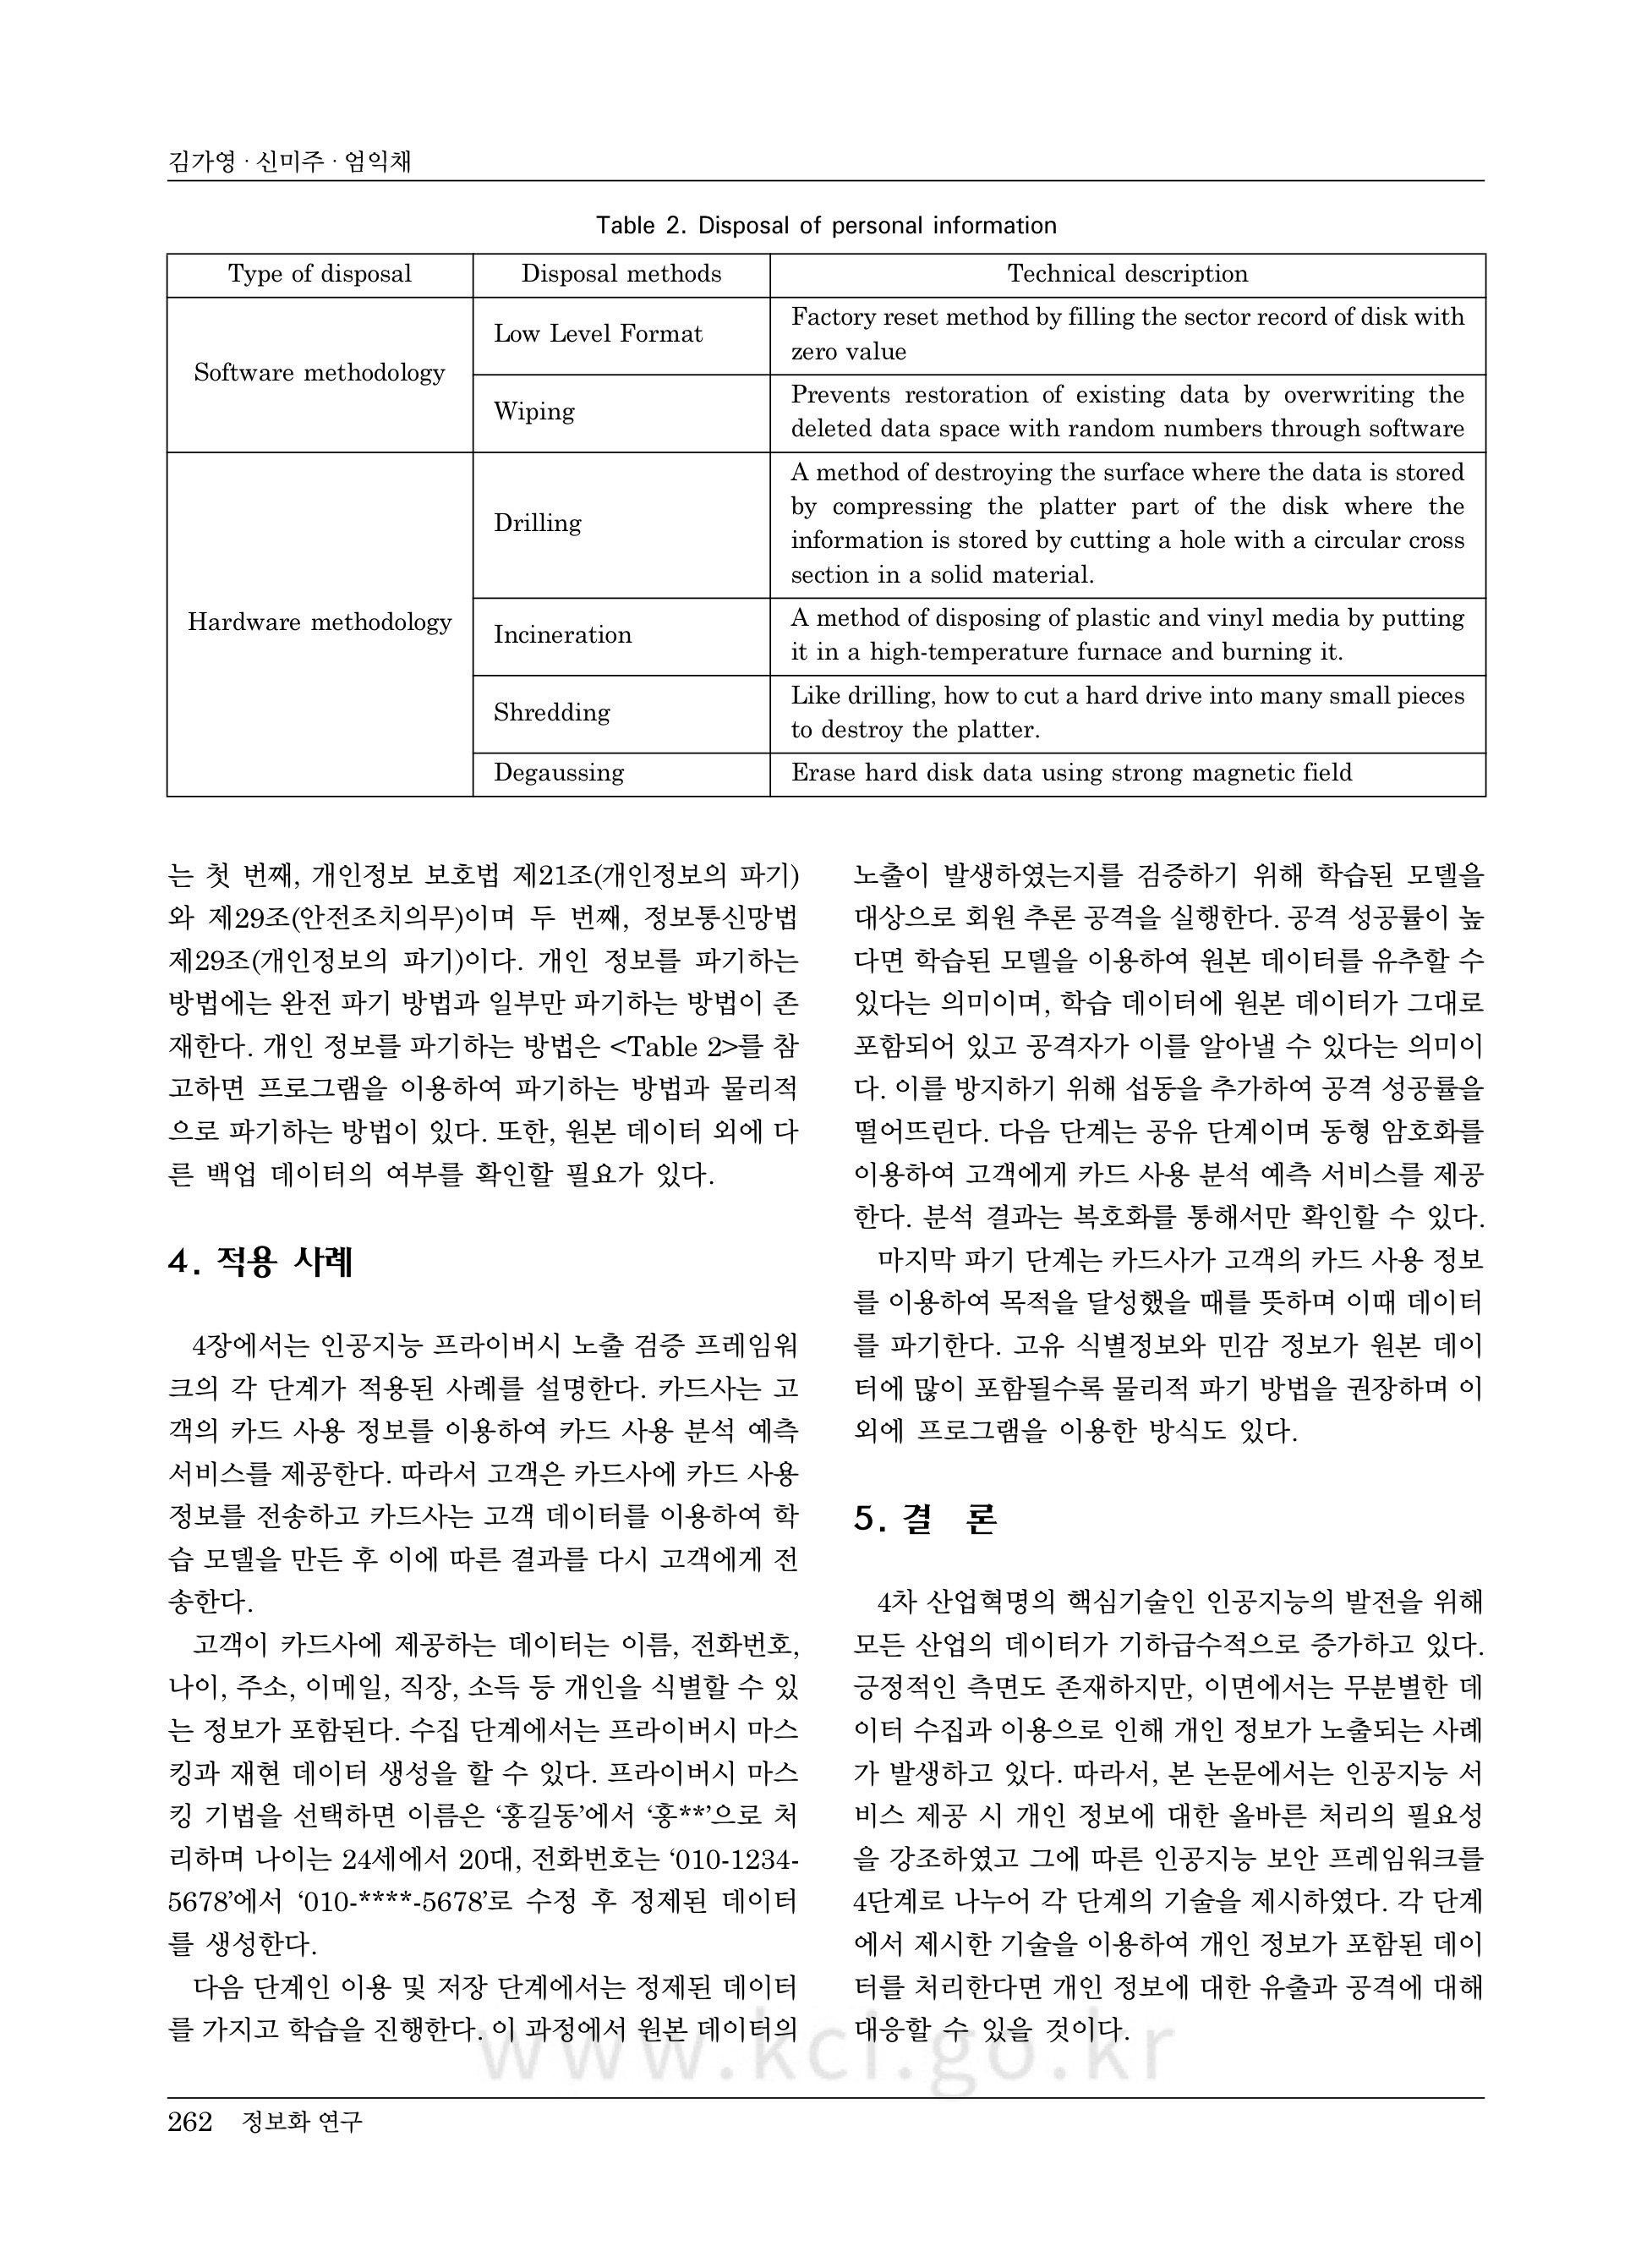 김가영 · 신미주 · 엄익채
Table 2. Disposal of personal information
Type of disposal
Disposal methods
Technical description
Software methodology
Low Level Format
Factory reset method by filling the sector record of disk with
zero value
Wiping
Prevents restoration of existing data by overwriting the
deleted data space with random numbers through software
Hardware methodology
Drilling
A method of destroying the surface where the data is stored
by compressing the platter part of the disk where the
information is stored by cutting a hole with a circular cross
section in a solid material.
Incineration
A method of disposing of plastic and vinyl media by putting
it in a high-temperature furnace and burning it.
Shredding
Like drilling, how to cut a hard drive into many small pieces
to destroy the platter.
Degaussing
Erase hard disk data using strong magnetic field
는 첫 번째, 개인정보 보호법 제21조(개인정보의 파기)
와 제29조(안전조치의무)이며 두 번째, 정보통신망법
제29조(개인정보의 파기)이다. 개인 정보를 파기하는
방법에는 완전 파기 방법과 일부만 파기하는 방법이 존
재한다. 개인 정보를 파기하는 방법은 <Table 2>를 참
고하면 프로그램을 이용하여 파기하는 방법과 물리적
으로 파기하는 방법이 있다. 또한, 원본 데이터 외에 다
른 백업 데이터의 여부를 확인할 필요가 있다.
4. 적용 사례
4장에서는 인공지능 프라이버시 노출 검증 프레임워
크의 각 단계가 적용된 사례를 설명한다. 카드사는 고
객의 카드 사용 정보를 이용하여 카드 사용 분석 예측
서비스를 제공한다. 따라서 고객은 카드사에 카드 사용
정보를 전송하고 카드사는 고객 데이터를 이용하여 학
습 모델을 만든 후 이에 따른 결과를 다시 고객에게 전
송한다.
고객이 카드사에 제공하는 데이터는 이름, 전화번호,
나이, 주소, 이메일, 직장, 소득 등 개인을 식별할 수 있
는 정보가 포함된다. 수집 단계에서는 프라이버시 마스
킹과 재현 데이터 생성을 할 수 있다. 프라이버시 마스
킹 기법을 선택하면 이름은 ‘홍길동’에서 ‘홍**’으로 처
리하며 나이는 24세에서 20대, 전화번호는 ‘010-1234-
5678’에서 ‘010-****-5678’로 수정 후 정제된 데이터
를 생성한다.
다음 단계인 이용 및 저장 단계에서는 정제된 데이터
를 가지고 학습을 진행한다. 이 과정에서 원본 데이터의
노출이 발생하였는지를 검증하기 위해 학습된 모델을
대상으로 회원 추론 공격을 실행한다. 공격 성공률이 높
다면 학습된 모델을 이용하여 원본 데이터를 유추할 수
있다는 의미이며, 학습 데이터에 원본 데이터가 그대로
포함되어 있고 공격자가 이를 알아낼 수 있다는 의미이
다. 이를 방지하기 위해 섭동을 추가하여 공격 성공률을
떨어뜨린다. 다음 단계는 공유 단계이며 동형 암호화를
이용하여 고객에게 카드 사용 분석 예측 서비스를 제공
한다. 분석 결과는 복호화를 통해서만 확인할 수 있다.
마지막 파기 단계는 카드사가 고객의 카드 사용 정보
를 이용하여 목적을 달성했을 때를 뜻하며 이때 데이터
를 파기한다. 고유 식별정보와 민감 정보가 원본 데이
터에 많이 포함될수록 물리적 파기 방법을 권장하며 이
외에 프로그램을 이용한 방식도 있다.
5. 결 론
4차 산업혁명의 핵심기술인 인공지능의 발전을 위해
모든 산업의 데이터가 기하급수적으로 증가하고 있다.
긍정적인 측면도 존재하지만, 이면에서는 무분별한 데
이터 수집과 이용으로 인해 개인 정보가 노출되는 사례
가 발생하고 있다. 따라서, 본 논문에서는 인공지능 서
비스 제공 시 개인 정보에 대한 올바른 처리의 필요성
을 강조하였고 그에 따른 인공지능 보안 프레임워크를
4단계로 나누어 각 단계의 기술을 제시하였다. 각 단계
에서 제시한 기술을 이용하여 개인 정보가 포함된 데이
터를 처리한다면 개인 정보에 대한 유출과 공격에 대해
대응할 수 있을 것이다.
www.kci.go.kr
262 정보화 연구